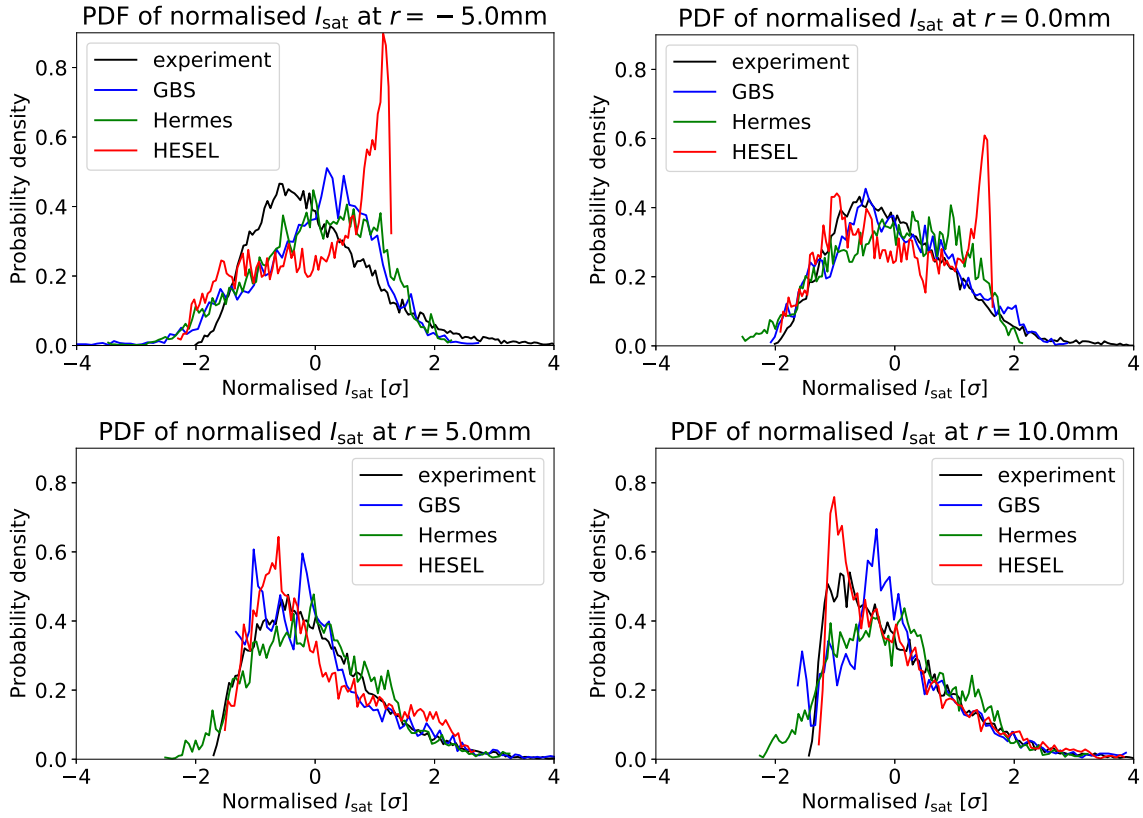 PDF of normalised I_sat at r = − 5.0mm
Probability density
0.8
0.6
0.4
0.2
0.0
experiment
GBS
Hermes
HESEL
−4
−2
0
2
4
Normalised I_sat [σ]
PDF of normalised I_sat at r = 0.0mm
Probability density
0.8
0.6
0.4
0.2
0.0
experiment
GBS
Hermes
HESEL
−4
−2
0
2
4
Normalised I_sat [σ]
PDF of normalised I_sat at r = 5.0mm
Probability density
0.8
0.6
0.4
0.2
0.0
experiment
GBS
Hermes
HESEL
−4
−2
0
2
4
Normalised I_sat [σ]
PDF of normalised I_sat at r = 10.0mm
Probability density
0.8
0.6
0.4
0.2
0.0
experiment
GBS
Hermes
HESEL
−4
−2
0
2
4
Normalised I_sat [σ]